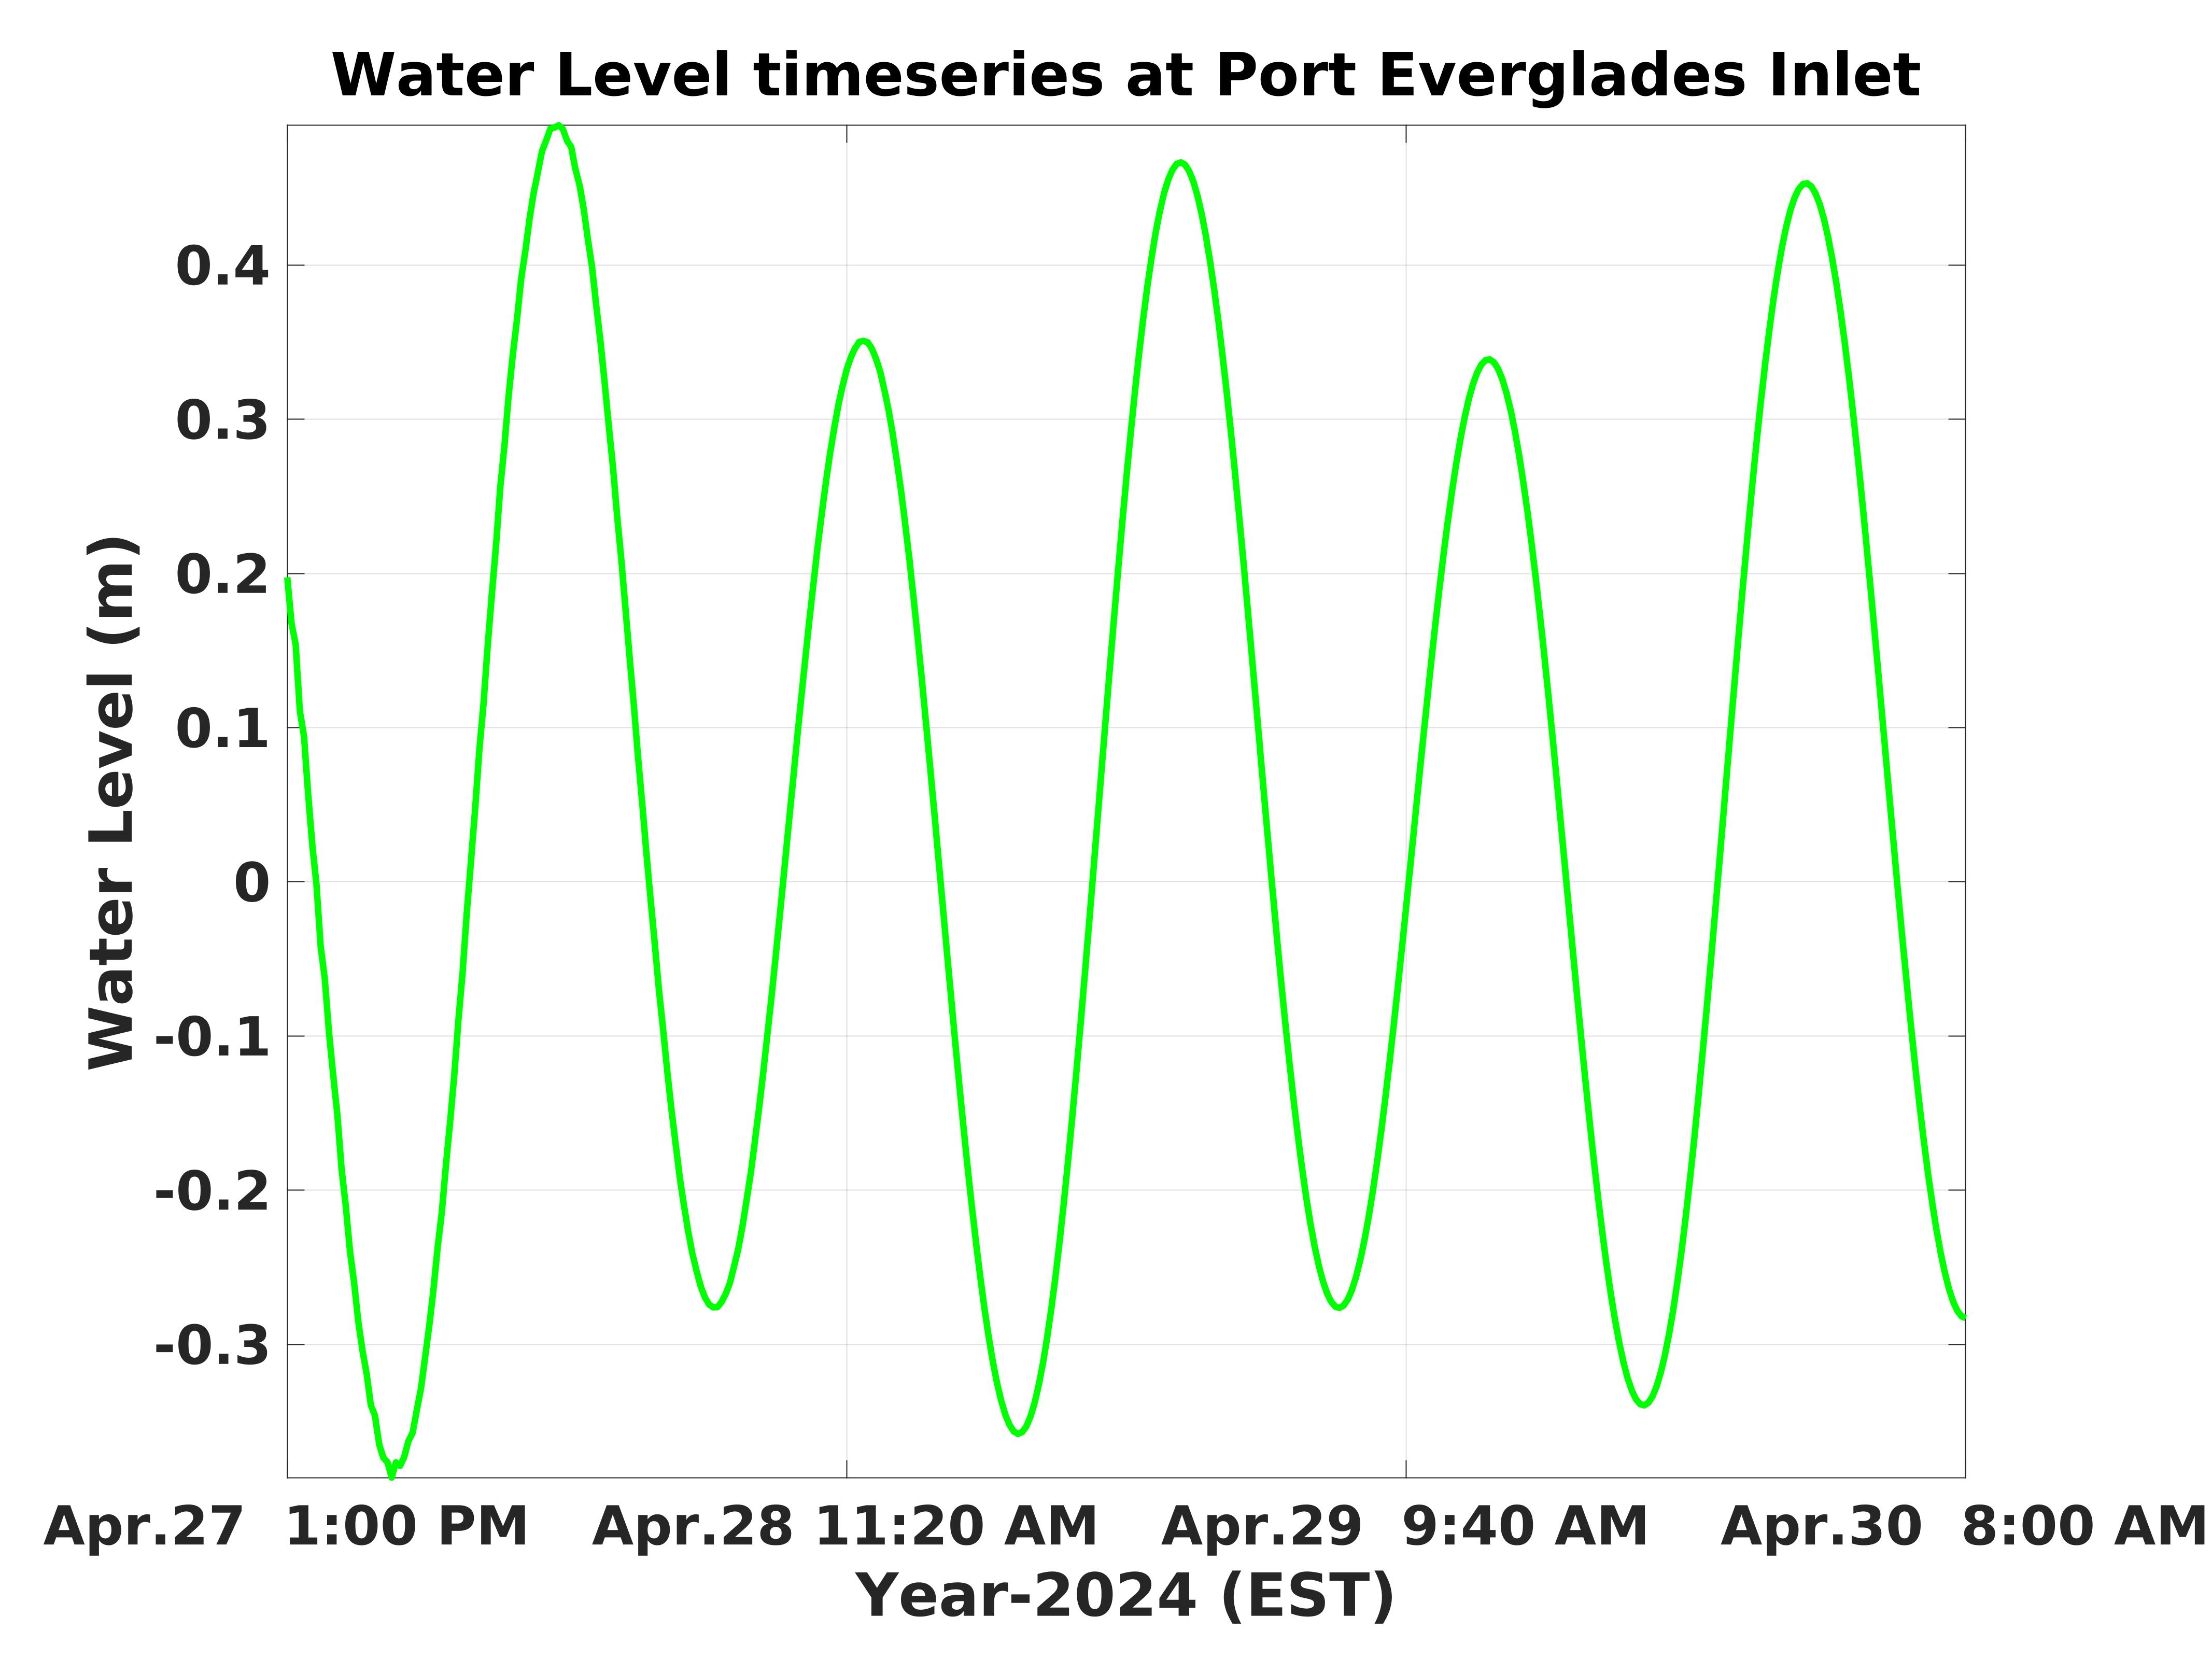 Water Level timeseries at Port Everglades Inlet
Water Level (m)
0.4
0.3
0.2
0.1
0
-0.1
-0.2
-0.3
Apr.27 1:00 PM
Apr.28 11:20 AM
Apr.29 9:40 AM
Apr.30 8:00 AM
Year-2024 (EST)